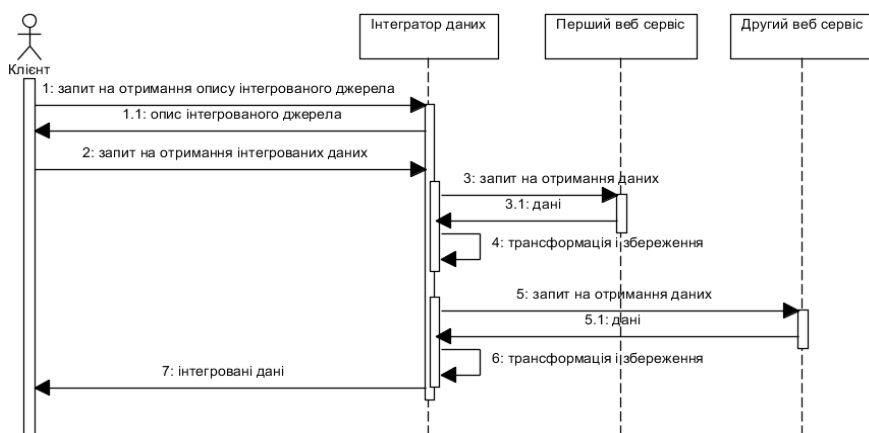 Інтегратор даних
Перший веб сервіс
Другий веб сервіс
Клієнт
1: запит на отримання опису інтегрованого джерела
1.1: опис інтегрованого джерела
2: запит на отримання інтегрованих даних
3: запит на отримання даних
3.1: дані
4: трансформація і збереження
5: запит на отримання даних
5.1: дані
6: трансформація і збереження
7: інтегровані дані